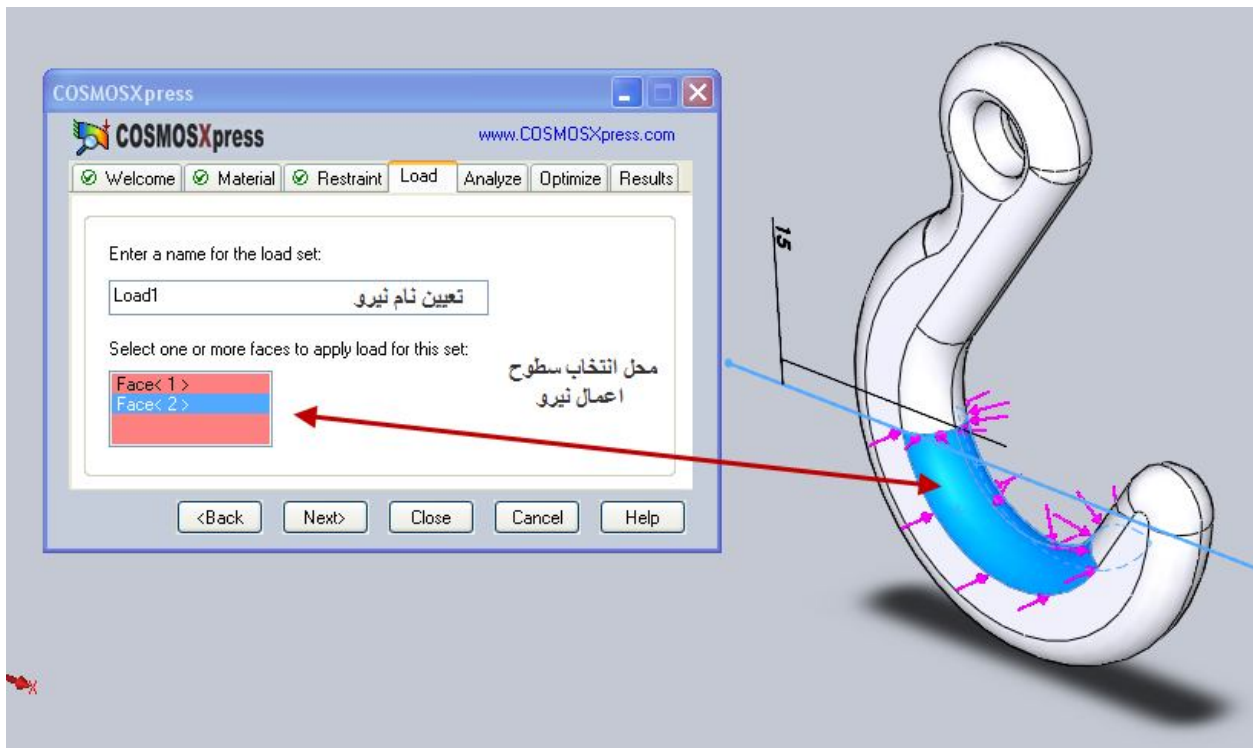 COSMOSXpress
COSMOSXpress www.COSMOSXpress.com
Welcome Material Restraint Load Analyze Optimize Results
Enter a name for the load set:
Load1 تعیین نام نیرو
Select one or more faces to apply load for this set:
Face< 1 >
Face< 2 >
محل انتخاب سطوح
اعمال نیرو
<Back Next> Close Cancel Help
15
X